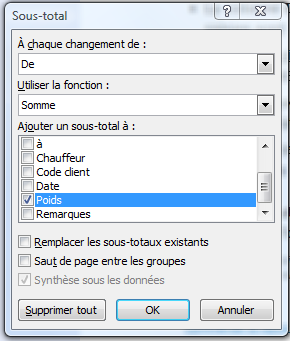 Sous-total
À chaque changement de :
De
Utiliser la fonction :
Somme
Ajouter un sous-total à :
à
Chauffeur
Code client
Date
Poids
Remarques
Remplacer les sous-totaux existants
Saut de page entre les groupes
Synthèse sous les données
Supprimer tout
OK
Annuler